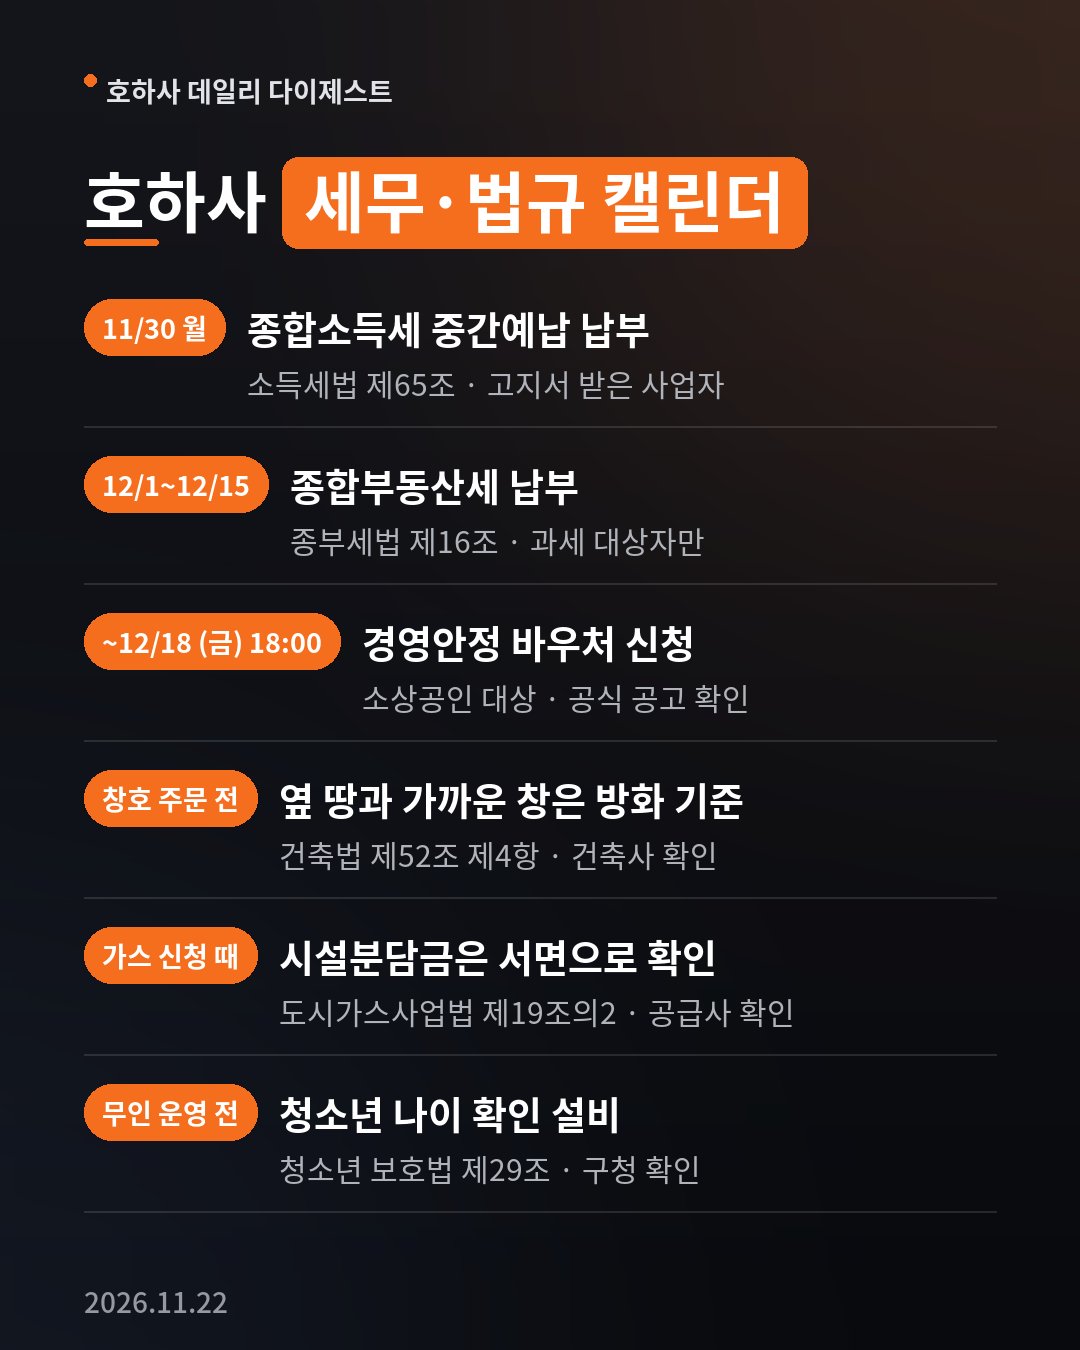 호하사 데일리 다이제스트
호하사 세무·법규 캘린더
11/30 월 종합소득세 중간예납 납부
소득세법 제65조 · 고지서 받은 사업자
12/1~12/15 종합부동산세 납부
종부세법 제16조 · 과세 대상자만
~12/18 (금) 18:00 경영안정 바우처 신청
소상공인 대상 · 공식 공고 확인
창호 주문 전 옆 땅과 가까운 창은 방화 기준
건축법 제52조 제4항 · 건축사 확인
가스 신청 때 시설분담금은 서면으로 확인
도시가스사업법 제19조의2 · 공급사 확인
무인 운영 전 청소년 나이 확인 설비
청소년 보호법 제29조 · 구청 확인
2026.11.22